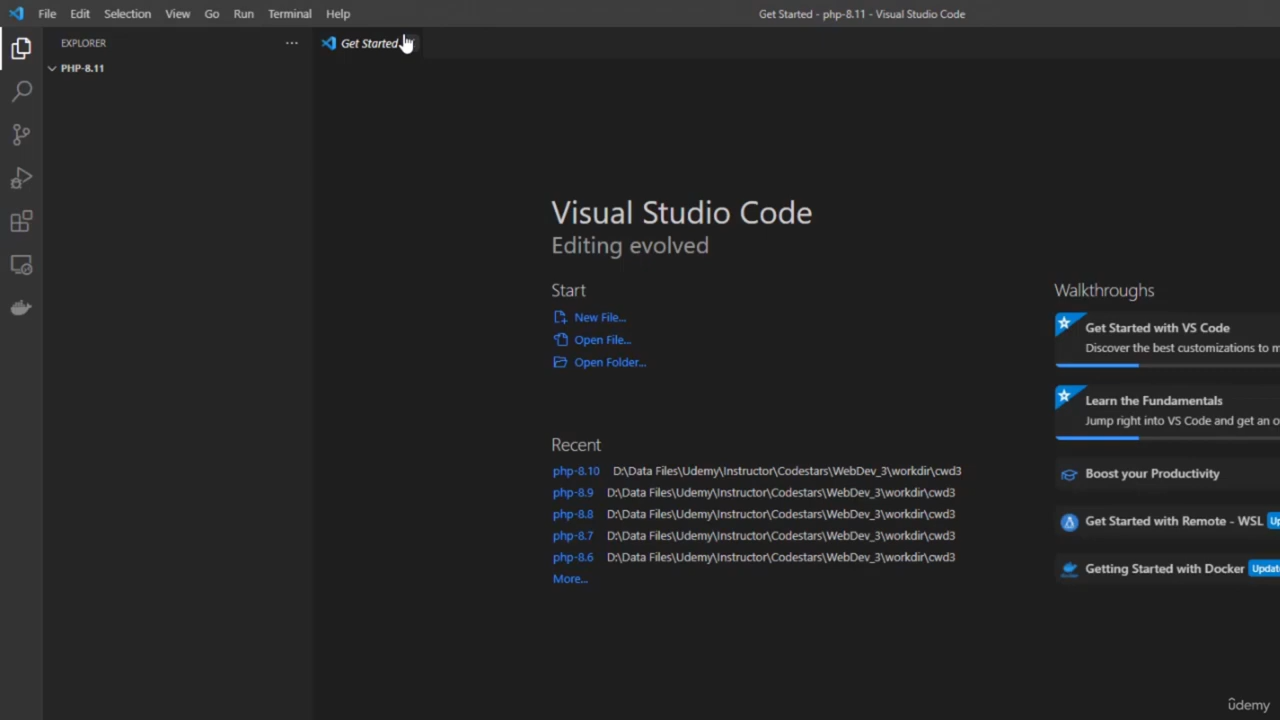 File Edit Selection View Go Run Terminal Help
Get Started - php-8.11 - Visual Studio Code
EXPLORER
Get Started
PHP-8.11
Visual Studio Code
Editing evolved
Start
New File...
Open File...
Open Folder...
Recent
php-8.10 D:\Data Files\Udemy\Instructor\Codestars\WebDev_3\workdir\cwd3
php-8.9 D:\Data Files\Udemy\Instructor\Codestars\WebDev_3\workdir\cwd3
php-8.8 D:\Data Files\Udemy\Instructor\Codestars\WebDev_3\workdir\cwd3
php-8.7 D:\Data Files\Udemy\Instructor\Codestars\WebDev_3\workdir\cwd3
php-8.6 D:\Data Files\Udemy\Instructor\Codestars\WebDev_3\workdir\cwd3
More...
Walkthroughs
Get Started with VS Code
Discover the best customizations to
Learn the Fundamentals
Jump right into VS Code and get an
Boost your Productivity
Get Started with Remote - WSL
Getting Started with Docker
ûdemy